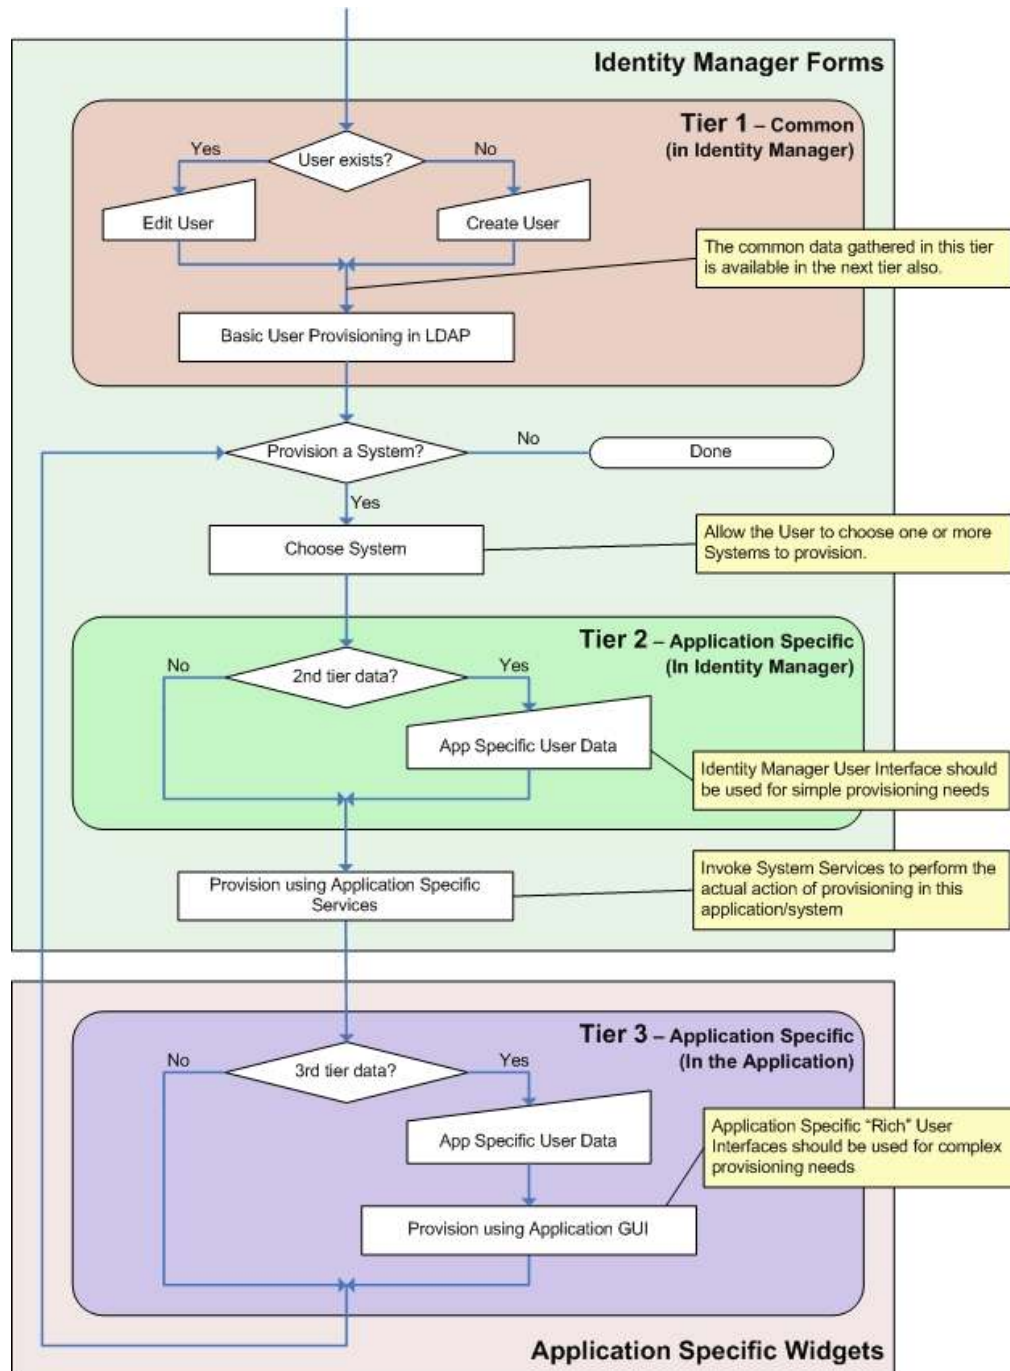 Identity Manager Forms
Tier 1 – Common
(in Identity Manager)
User exists?
Yes
No
Edit User
Create User
The common data gathered in this tier
is available in the next tier also.
Basic User Provisioning in LDAP
Provision a System?
No
Done
Yes
Choose System
Allow the User to choose one or more
Systems to provision.
Tier 2 – Application Specific
(In Identity Manager)
No
2nd tier data?
Yes
App Specific User Data
Identity Manager User Interface should
be used for simple provisioning needs
Provision using Application Specific
Services
Invoke System Services to perform the
actual action of provisioning in this
application/system
Tier 3 – Application Specific
(In the Application)
No
3rd tier data?
Yes
App Specific User Data
Application Specific “Rich” User
Interfaces should be used for complex
provisioning needs
Provision using Application GUI
Application Specific Widgets